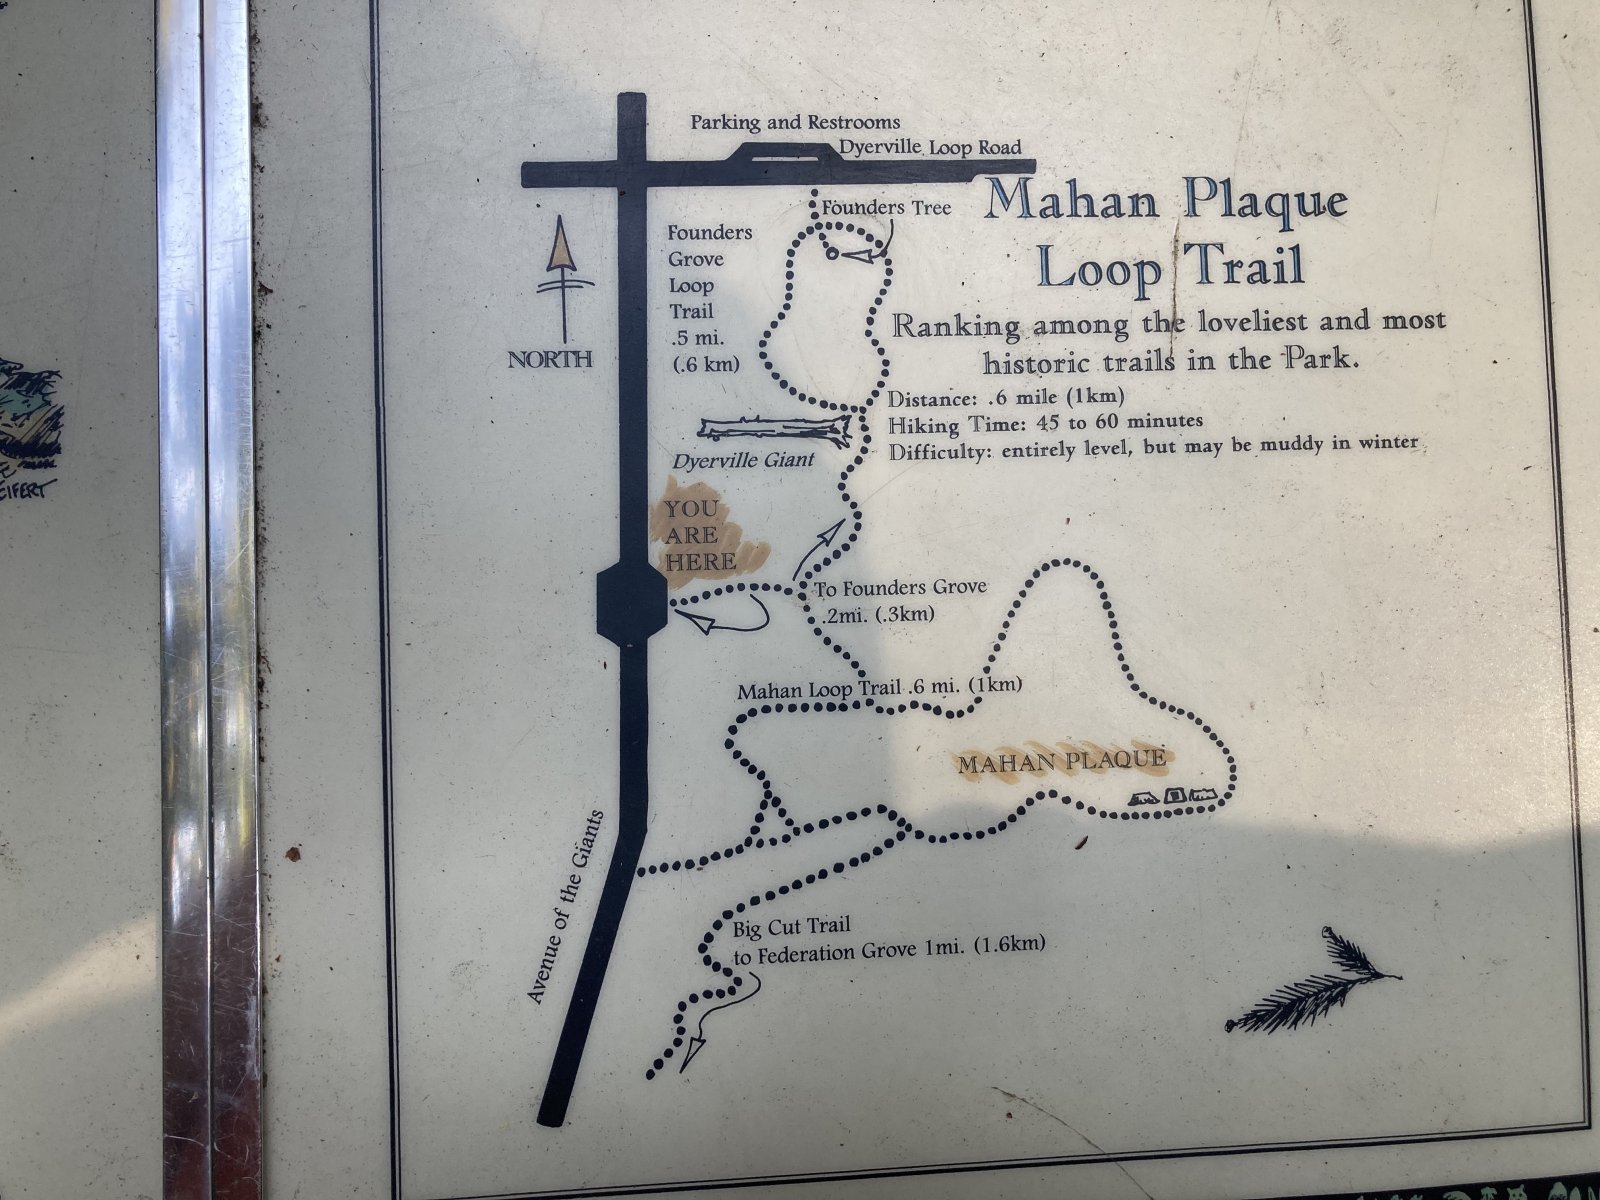 Parking and Restrooms
Dyerville Loop Road
Mahan Plaque
Loop Trail
Ranking among the loveliest and most
historic trails in the Park.
Distance: .6 mile (1km)
Hiking Time: 45 to 60 minutes
Difficulty: entirely level, but may be muddy in winter
Founders Tree
Founders
Grove
Loop
Trail
.5 mi.
(.6 km)
NORTH
Dyerville Giant
YOU
ARE
HERE
To Founders Grove
.2mi. (.3km)
Mahan Loop Trail .6 mi. (1km)
MAHAN PLAQUE
Avenue of the Giants
Big Cut Trail
to Federation Grove 1mi. (1.6km)